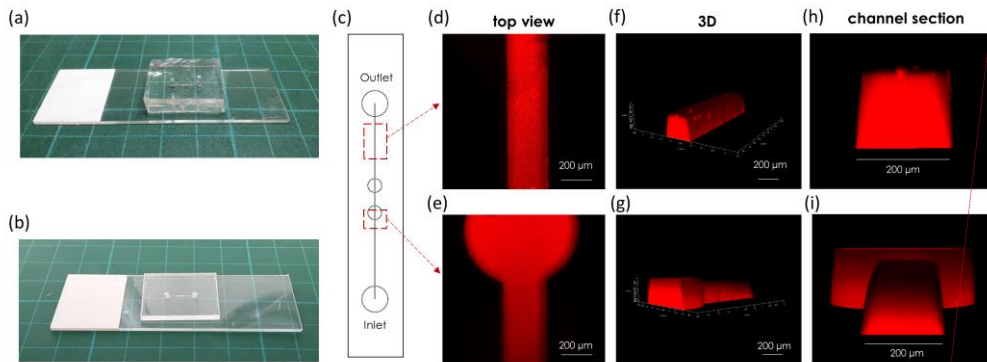 (a)
(b)
(c)
Outlet
Inlet
top view
3D
channel section
(d)
200 µm
(e)
200 µm
(f)
200 µm
(g)
200 µm
(h)
200 µm
(i)
200 µm